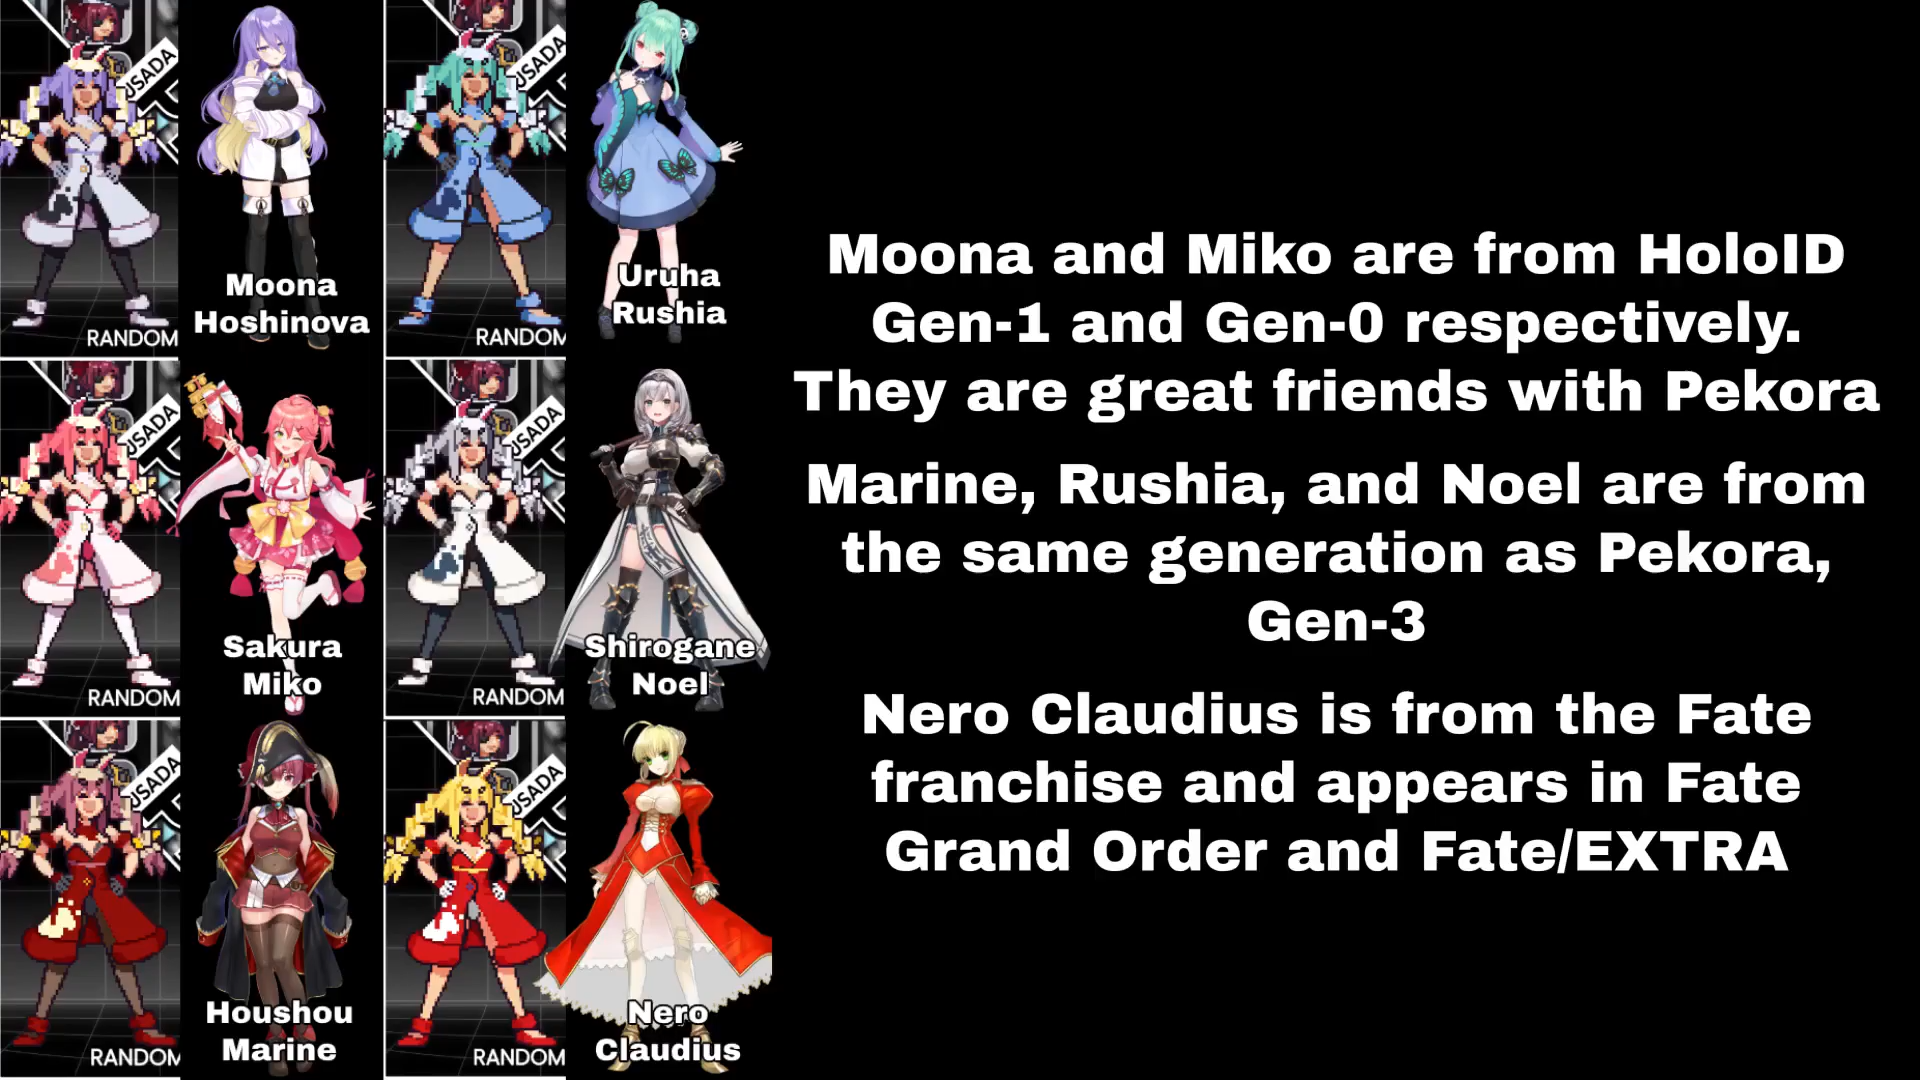 USADA
RANDOM
Moona
Hoshinova
USADA
RANDOM
Uruha
Rushia
USADA
RANDOM
Sakura
Miko
USADA
RANDOM
Shirogane
Noel
USADA
RANDOM
Houshou
Marine
USADA
RANDOM
Nero
Claudius
Moona and Miko are from HoloID
Gen-1 and Gen-0 respectively.
They are great friends with Pekora
Marine, Rushia, and Noel are from
the same generation as Pekora,
Gen-3
Nero Claudius is from the Fate
franchise and appears in Fate
Grand Order and Fate/EXTRA